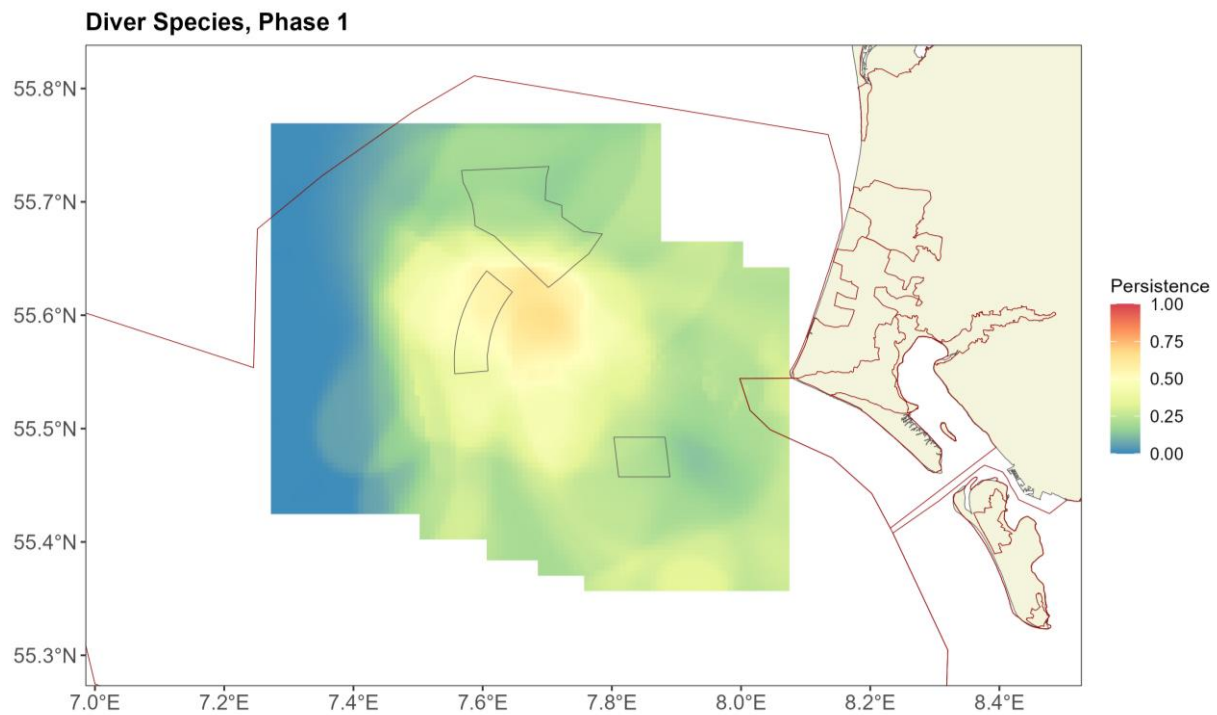 Diver Species, Phase 1
55.8°N
55.7°N
55.6°N
55.5°N
55.4°N
55.3°N
7.0°E 7.2°E 7.4°E 7.6°E 7.8°E 8.0°E 8.2°E 8.4°E
Persistence
1.00
0.75
0.50
0.25
0.00